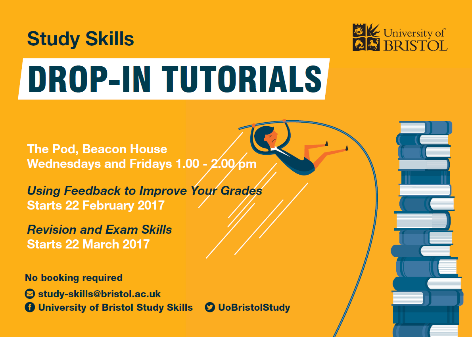 Study Skills
University of
BRISTOL
DROP-IN TUTORIALS
The Pod, Beacon House
Wednesdays and Fridays 1.00 - 2.00 pm
Using Feedback to Improve Your Grades
Starts 22 February 2017
Revision and Exam Skills
Starts 22 March 2017
No booking required
study-skills@bristol.ac.uk
University of Bristol Study Skills
UoBristolStudy